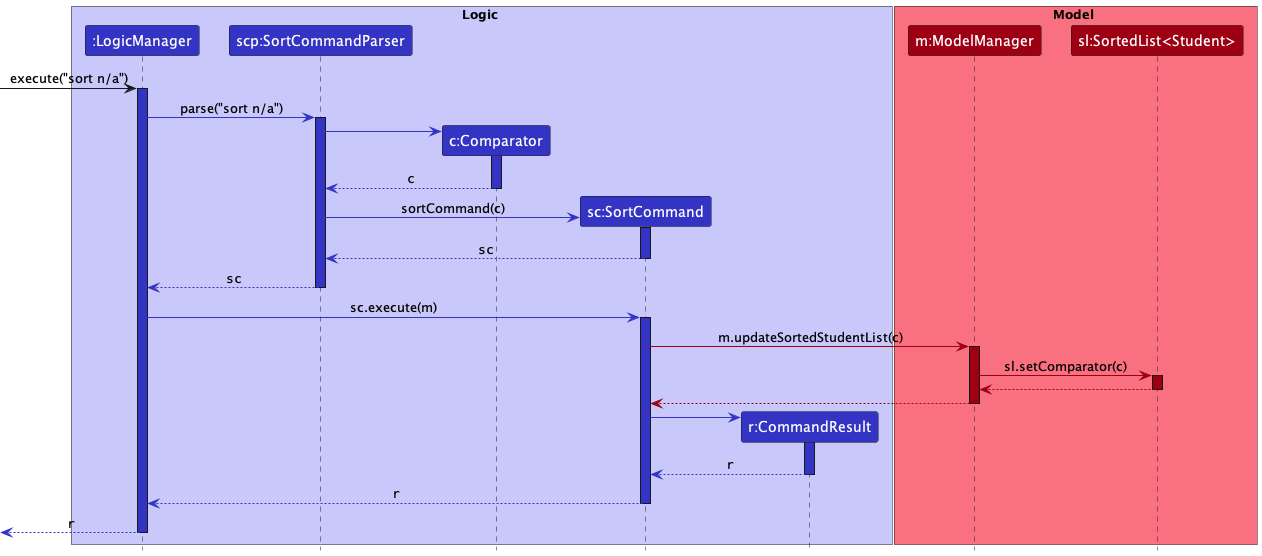 Logic
Model
:LogicManager
scp:SortCommandParser
m:ModelManager
sl:SortedList<Student>
execute("sort n/a")
parse("sort n/a")
c:Comparator
c
sortCommand(c)
sc:SortCommand
sc
sc
sc.execute(m)
m.updateSortedStudentList(c)
sl.setComparator(c)
r:CommandResult
r
r
r